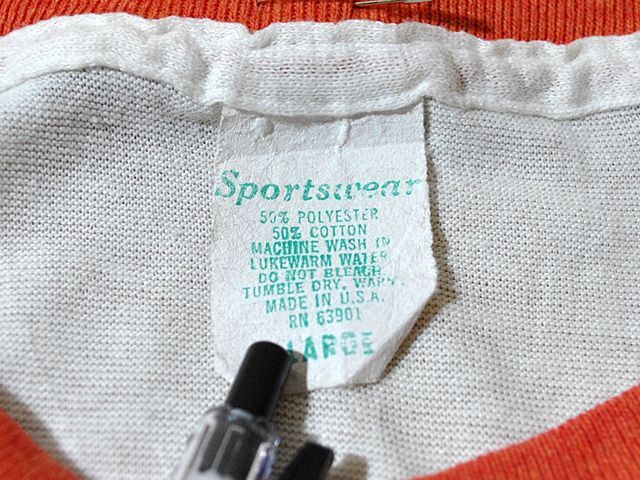 Sportswear
50% POLYESTER
50% COTTON
MACHINE WASH IN
LUKEWARM WATER
DO NOT BLEACH
TUMBLE DRY, WARM
MADE IN U.S.A.
RN 63901
LARGE